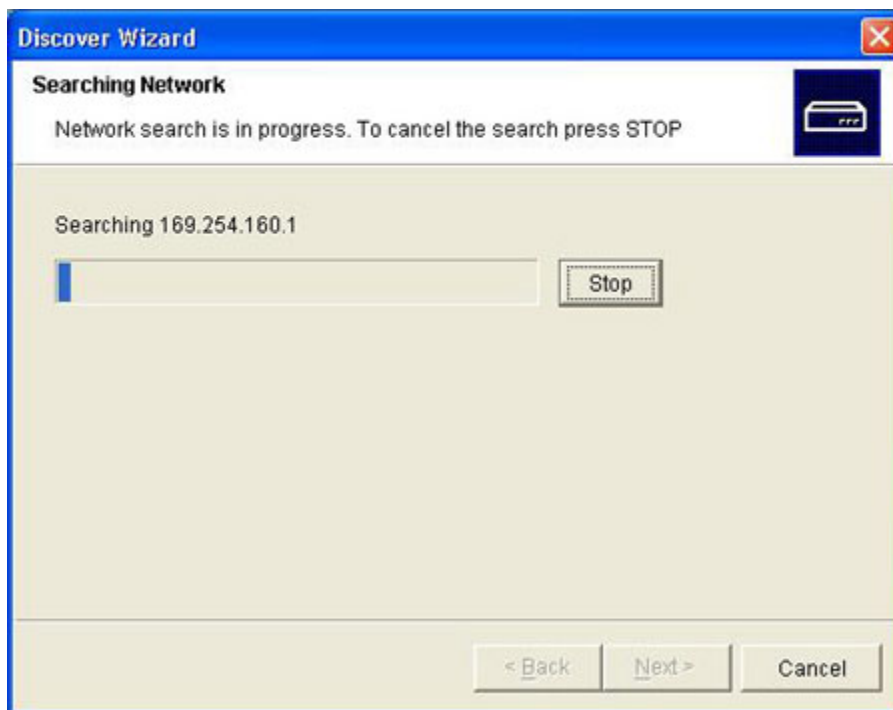 Discover Wizard
Searching Network
Network search is in progress. To cancel the search press STOP
Searching 169.254.160.1
Stop
< Back Next > Cancel